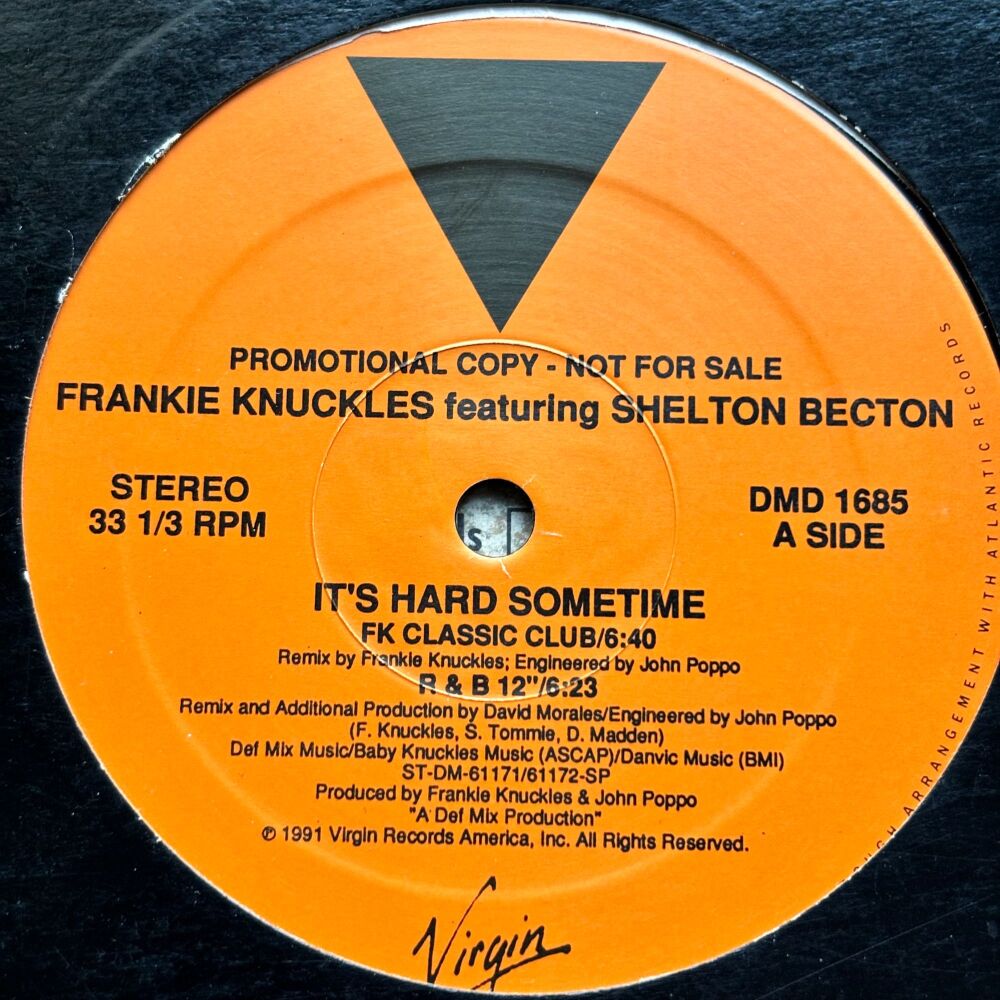 PROMOTIONAL COPY - NOT FOR SALE
FRANKIE KNUCKLES featuring SHELTON BECTON
STEREO
33 1/3 RPM
DMD 1685
A SIDE
IT'S HARD SOMETIME
FK CLASSIC CLUB/6:40
Remix by Frankie Knuckles; Engineered by John Poppo
R & B 12"/6:23
Remix and Additional Production by David Morales/Engineered by John Poppo
(F. Knuckles, S. Tommie, D. Madden)
Def Mix Music/Baby Knuckles Music (ASCAP)/Danvic Music (BMI)
ST-DM-61171/61172-SP
Produced by Frankie Knuckles & John Poppo
"A Def Mix Production"
℗ 1991 Virgin Records America, Inc. All Rights Reserved.
Virgin
ARRANGEMENT WITH ATLANTIC RECORDS